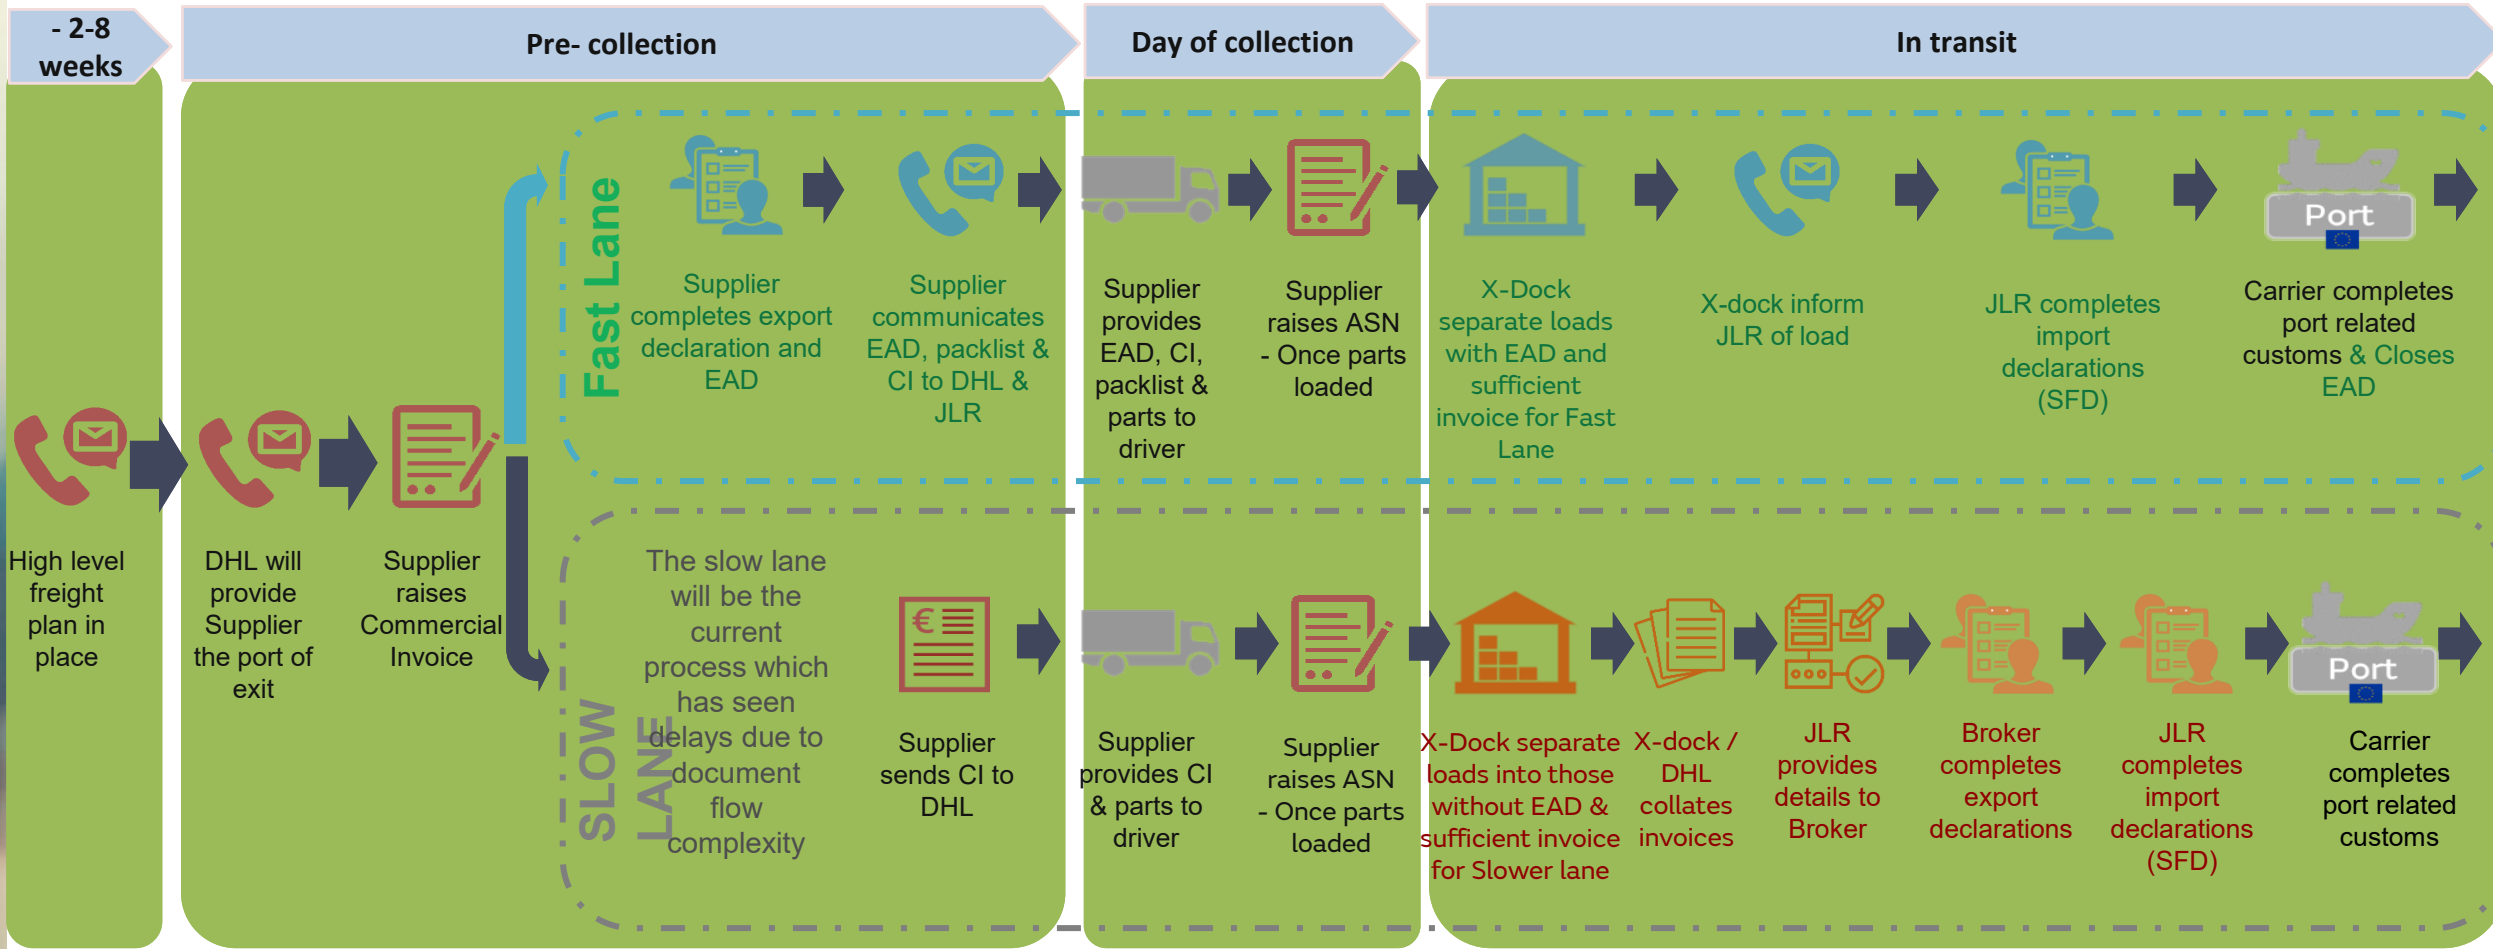 - 2-8
weeks
Pre- collection
Day of collection
In transit
Fast Lane
Supplier
completes export
declaration and
EAD
Supplier
communicates
EAD, packlist &
CI to DHL &
JLR
Supplier
provides
EAD, CI,
packlist &
parts to
driver
Supplier
raises ASN
- Once parts
loaded
X-Dock
separate loads
with EAD and
sufficient
invoice for Fast
Lane
X-dock inform
JLR of load
JLR completes
import
declarations
(SFD)
Port
Carrier completes
port related
customs & Closes
EAD
High level
freight
plan in
place
DHL will
provide
Supplier
the port of
exit
Supplier
raises
Commercial
Invoice
SLOW
LANE
The slow lane
will be the
current
process which
has seen
delays due to
document
flow
complexity
€
Supplier
sends CI to
DHL
Supplier
provides CI
& parts to
driver
Supplier
raises ASN
- Once parts
loaded
X-Dock separate
loads into those
without EAD &
sufficient invoice
for Slower lane
X-dock /
DHL
collates
invoices
JLR
provides
details to
Broker
Broker
completes
export
declarations
JLR
completes
import
declarations
(SFD)
Port
Carrier
completes
port related
customs